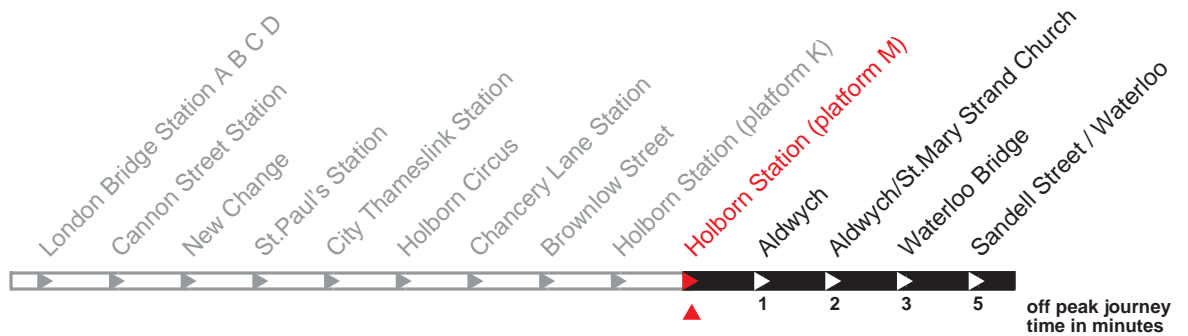 London Bridge Station A B C D
Cannon Street Station
New Change
St.Paul's Station
City Thameslink Station
Holborn Circus
Chancery Lane Station
Brownlow Street
Holborn Station (platform K)
Holborn Station (platform M)
Aldwych
Aldwych/St.Mary Strand Church
Waterloo Bridge
Sandell Street / Waterloo
1 2 3 5
off peak journey
time in minutes